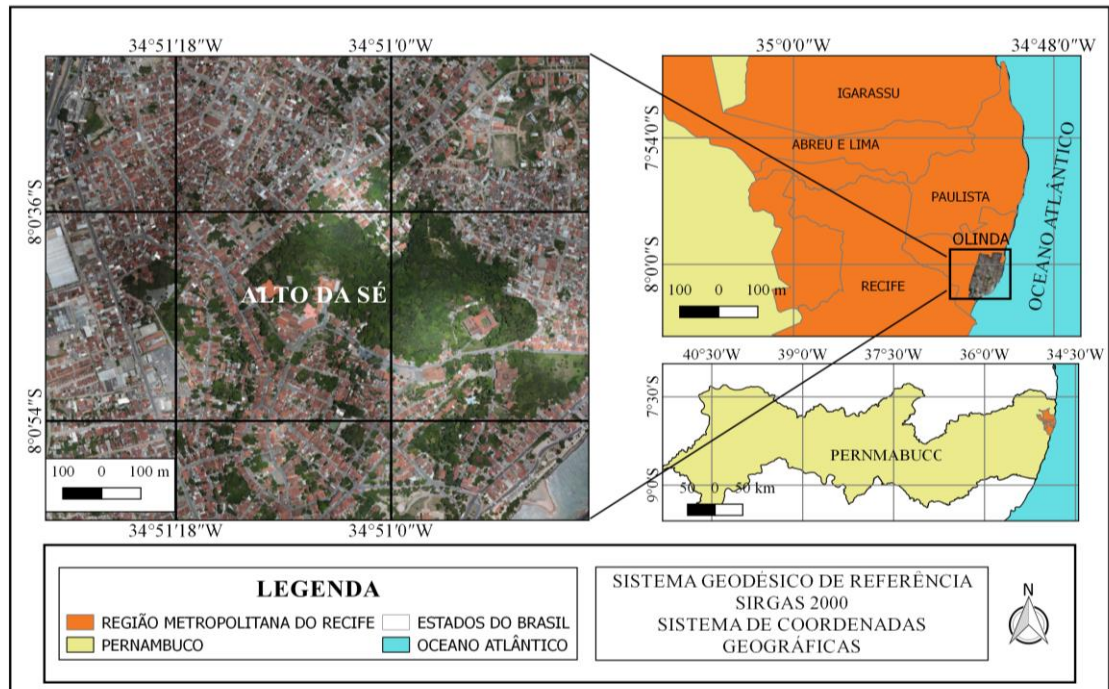 34°51'18"W 34°51'0"W
8°0'36"S
8°0'54"S
ALTO DA SÉ
100 0 100 m
34°51'18"W 34°51'0"W
35°0'0"W 34°48'0"W
7°54'0"S
8°0'0"S
IGARASSU
ABREU E LIMA
PAULISTA
OLINDA
RECIFE
OCEANO ATLÂNTICO
100 0 100 m
40°30'W 39°0'W 37°30'W 36°0'W 34°30'W
7°30'S
9°0'S
PERNMABUCC
50 0 50 km
LEGENDA
REGIÃO METROPOLITANA DO RECIFE ESTADOS DO BRASIL
PERNAMBUCO OCEANO ATLÂNTICO
SISTEMA GEODÉSICO DE REFERÊNCIA
SIRGAS 2000
SISTEMA DE COORDENADAS
GEOGRÁFICAS
N